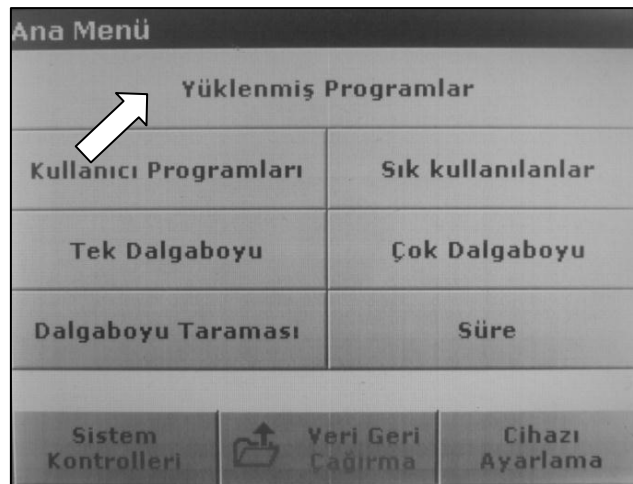 Ana Menü
Yüklenmiş Programlar
Kullanıcı Programları
Sık kullanılanlar
Tek Dalgaboyu
Çok Dalgaboyu
Dalgaboyu Taraması
Süre
Sistem
Kontrolleri
Veri Geri
Çağırma
Cihazı
Ayarlama